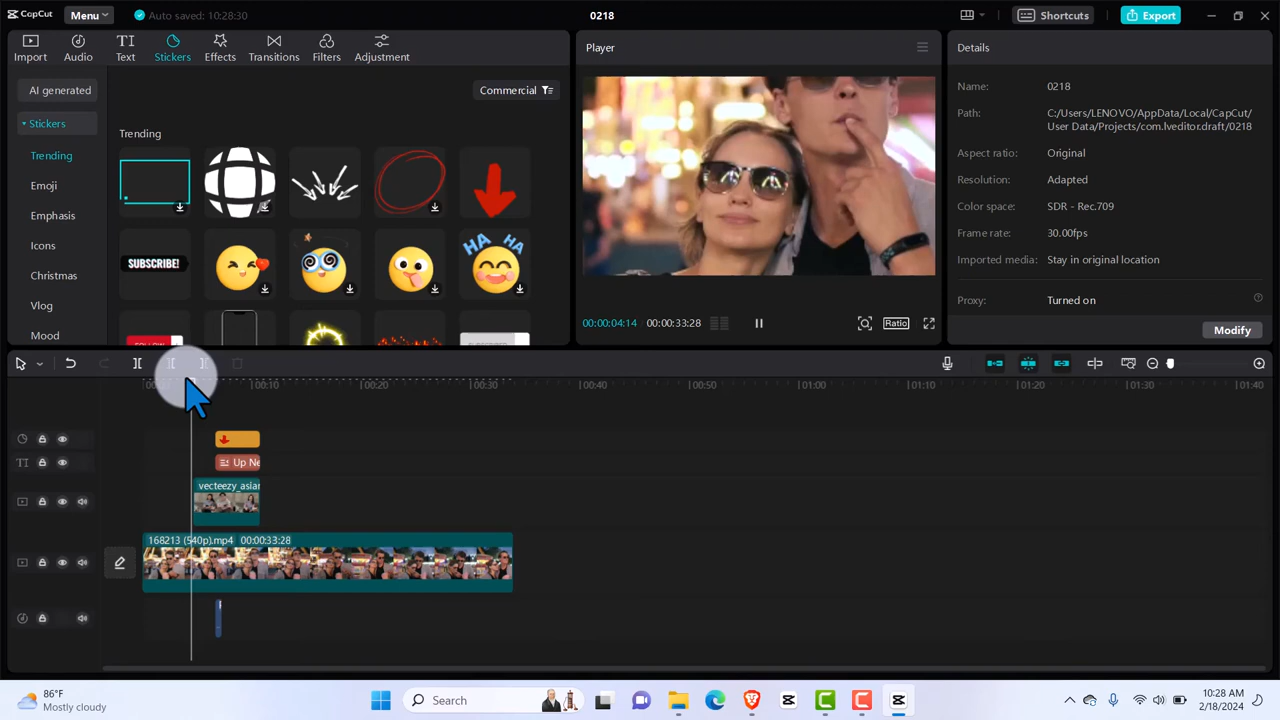 CapCut
Menu
Auto saved: 10:28:30
0218
Shortcuts
Export
Import
Audio
Text
Stickers
Effects
Transitions
Filters
Adjustment
AI generated
Stickers
Trending
Emoji
Emphasis
Icons
Christmas
Vlog
Mood
Commercial
Trending
SUBSCRIBE!
HA HA
FOLLOW
Player
00:00:04:14
00:00:33:28
Ratio
Details
Name:
0218
Path:
C:/Users/LENOVO/AppData/Local/CapCut/
User Data/Projects/com.lveditor.draft/0218
Aspect ratio:
Original
Resolution:
Adapted
Color space:
SDR - Rec.709
Frame rate:
30.00fps
Imported media:
Stay in original location
Proxy:
Turned on
Modify
00:10
00:20
00:30
00:40
00:50
01:00
01:10
01:20
01:30
01:40
TI
Up Ne
vecteezy_asian
168213 (540p).mp4
00:00:33:28
86°F
Mostly cloudy
Search
10:28 AM
2/18/2024